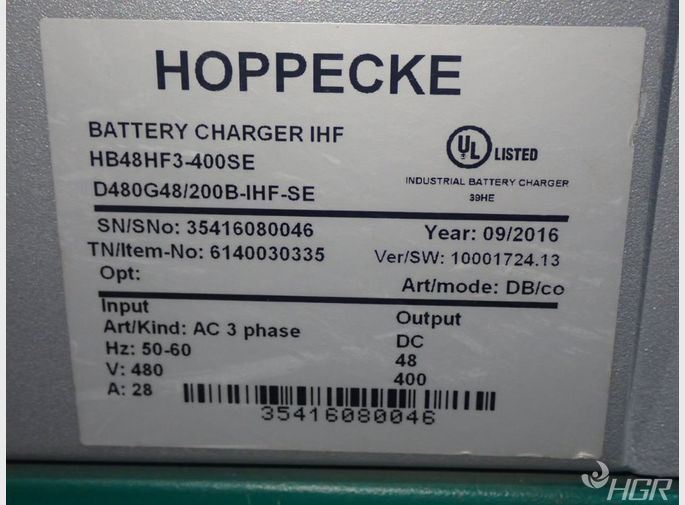 HOPPECKE
BATTERY CHARGER IHF
HB48HF3-400SE
D480G48/200B-IHF-SE
UL LISTED
INDUSTRIAL BATTERY CHARGER
39HE
SN/SNo: 35416080046 Year: 09/2016
TN/Item-No: 6140030335 Ver/SW: 10001724.13
Opt: Art/mode: DB/co
Input Output
Art/Kind: AC 3 phase DC
Hz: 50-60
V: 480 48
A: 28 400
35416080046
HGR